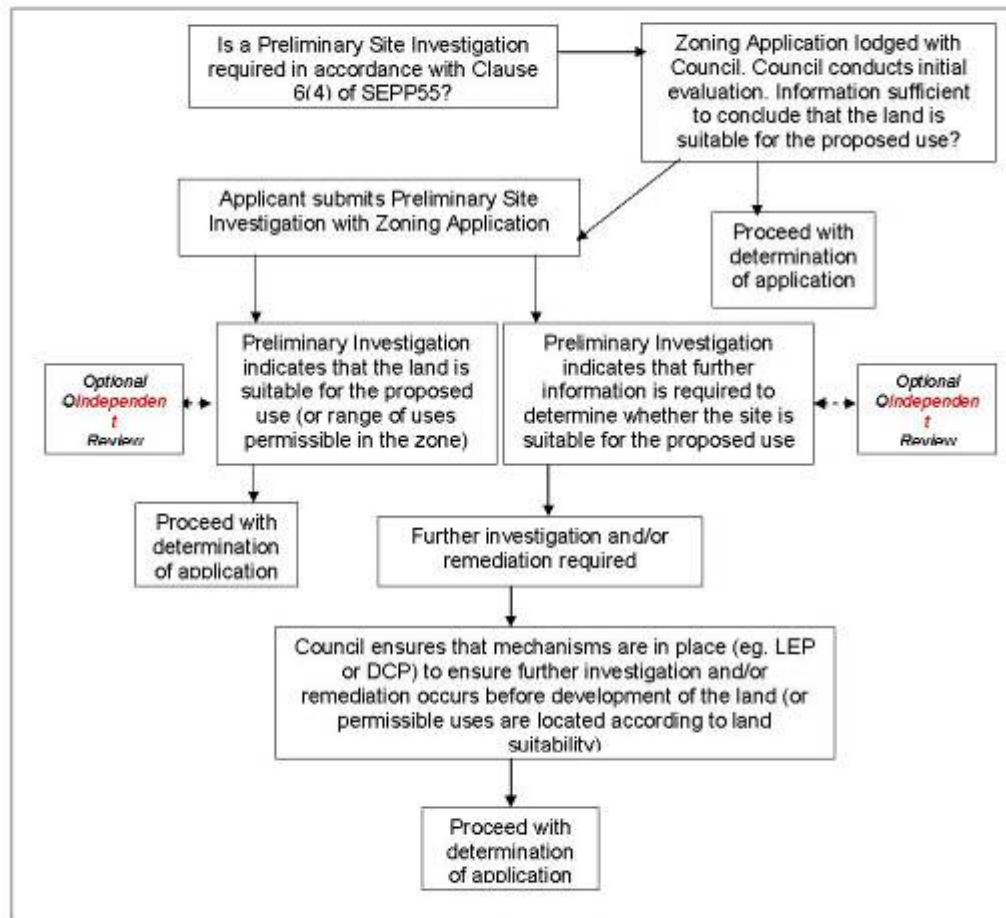 Is a Preliminary Site Investigation
required in accordance with Clause
6(4) of SEPP55?
Zoning Application lodged with
Council. Council conducts initial
evaluation. Information sufficient
to conclude that the land is
suitable for the proposed use?
Applicant submits Preliminary Site
Investigation with Zoning Application
Proceed with
determination
of application
Optional
OIndependen
t
Review
Preliminary Investigation
indicates that the land is
suitable for the proposed
use (or range of uses
permissible in the zone)
Preliminary Investigation
indicates that further
information is required to
determine whether the site is
suitable for the proposed use
Optional
OIndependen
t
Review
Proceed with
determination
of application
Further investigation and/or
remediation required
Council ensures that mechanisms are in place (eg. LEP
or DCP) to ensure further investigation and/or
remediation occurs before development of the land (or
permissible uses are located according to land
suitability)
Proceed with
determination
of application